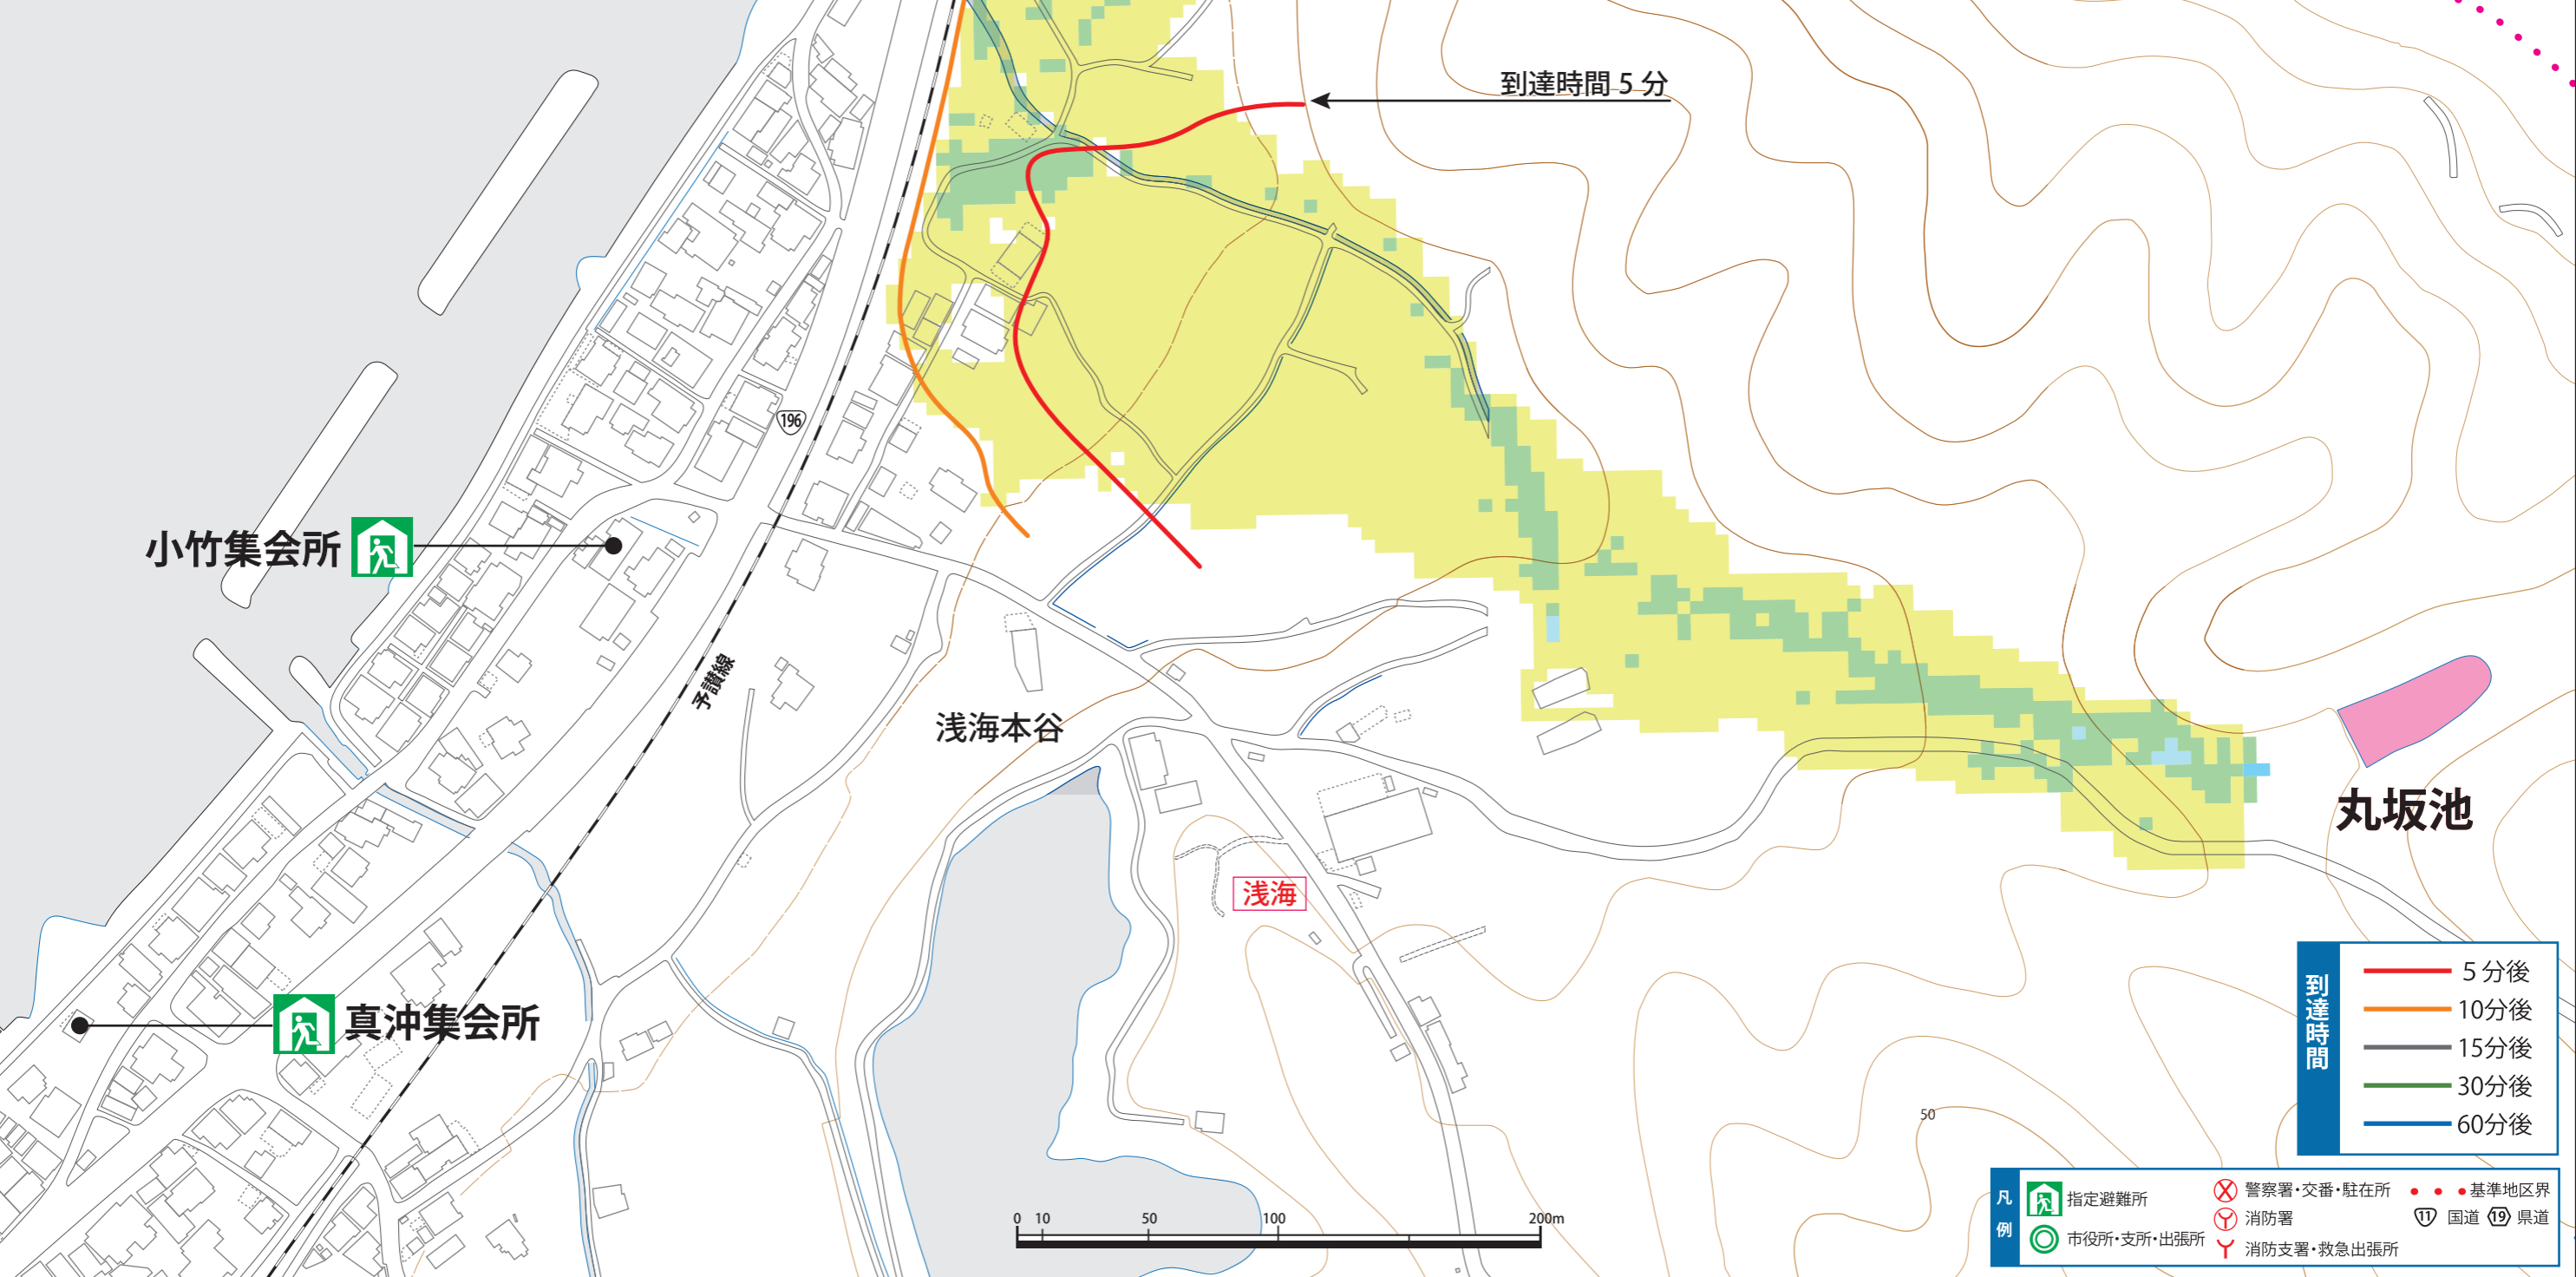 到達時間 5 分
196
小竹集会所
予讃線
浅海本谷
丸坂池
浅海
真沖集会所
到達時間
5 分後
10分後
15分後
30分後
60分後
50
0 10 50 100 200m
凡例
指定避難所
市役所・支所・出張所
警察署・交番・駐在所
消防署
消防支署・救急出張所
基準地区界
11 国道 19 県道